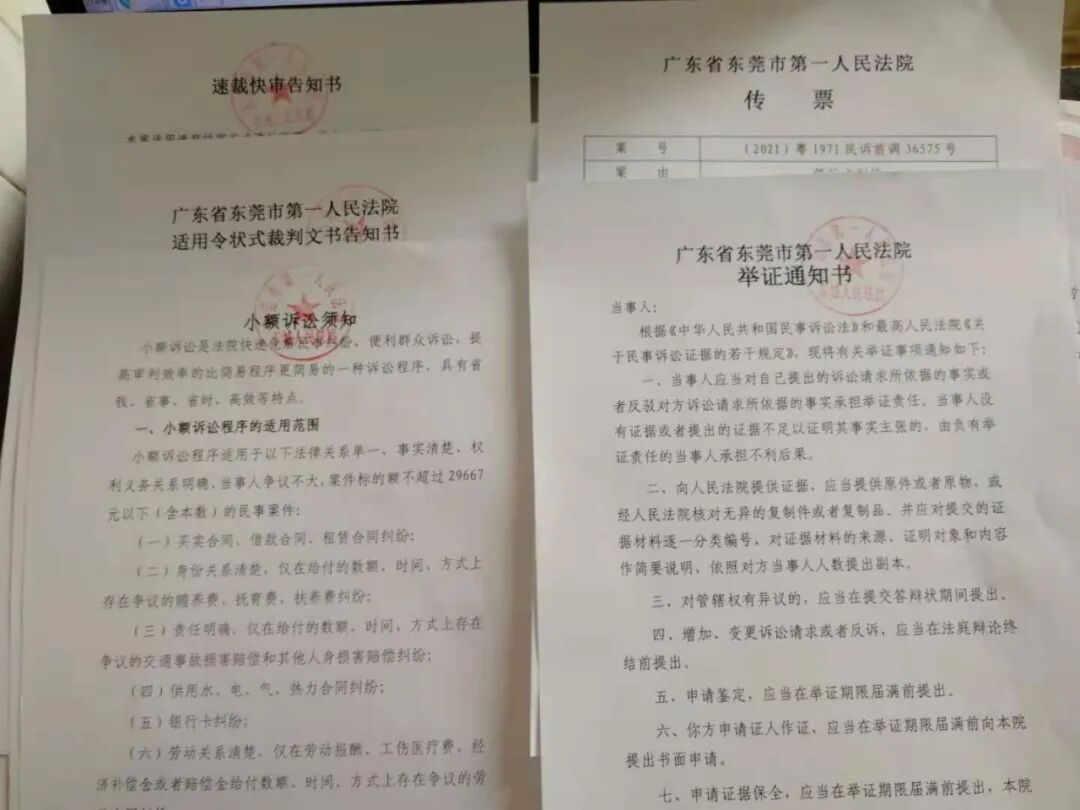 速裁快审告知书
广东省东莞市第一人民法院
适用令状式裁判文书告知书
小额诉讼须知
小额诉讼是法院快速化解民事纠纷，便利群众诉讼，提
高审判效率的比简易程序更简易的一种诉讼程序，具有省
钱、省事、省时、高效等特点。
一、小额诉讼程序的适用范围
小额诉讼程序适用于以下法律关系单一、事实清楚，权
利义务关系明确，当事人争议不大，案件标的额不超过 29667
元以下（含本数）的民事案件：
（一）买卖合同、借款合同、租赁合同纠纷；
（二）身份关系清楚，仅在给付的数额、时间、方式上
存在争议的赡养费、抚育费、扶养费纠纷；
（三）责任明确，仅在给付的数额、时间、方式上存在
争议的交通事故损害赔偿和其他人身损害赔偿纠纷；
（四）供用水、电、气、热力合同纠纷；
（五）银行卡纠纷；
（六）劳动关系清楚、仅在劳动报酬、工伤医疗费，经
济补偿金或者赔偿金给付数额、时间、方式上存在争议的劳
广东省东莞市第一人民法院
传 票
案 号 （2021）粤 1971 民诉前调 36575 号
案 由
广东省东莞市第一人民法院
举证通知书
当事人：
根据《中华人民共和国民事诉讼法》和最高人民法院《关
于民事诉讼证据的若干规定》，现将有关举证事项通知如下：
一、当事人应当对自己提出的诉讼请求所依据的事实或
者反驳对方诉讼请求所依据的事实承担举证责任。当事人没
有证据或者提出的证据不足以证明其事实主张的，由负有举
证责任的当事人承担不利后果。
二、向人民法院提供证据，应当提供原件或者原物，或
经人民法院核对无异的复制件或者复制品。并应对提交的证
据材料逐一分类编号，对证据材料的来源、证明对象和内容
作简要说明，依照对方当事人人数提出副本。
三、对管辖权有异议的，应当在提交答辩状期间提出。
四、增加、变更诉讼请求或者反诉，应当在法庭辩论终
结前提出。
五、申请鉴定，应当在举证期限届满前提出。
六、你方申请证人作证，应当在举证期限届满前向本院
提出书面申请。
七、申请证据保全，应当在举证期限届满前提出，本院